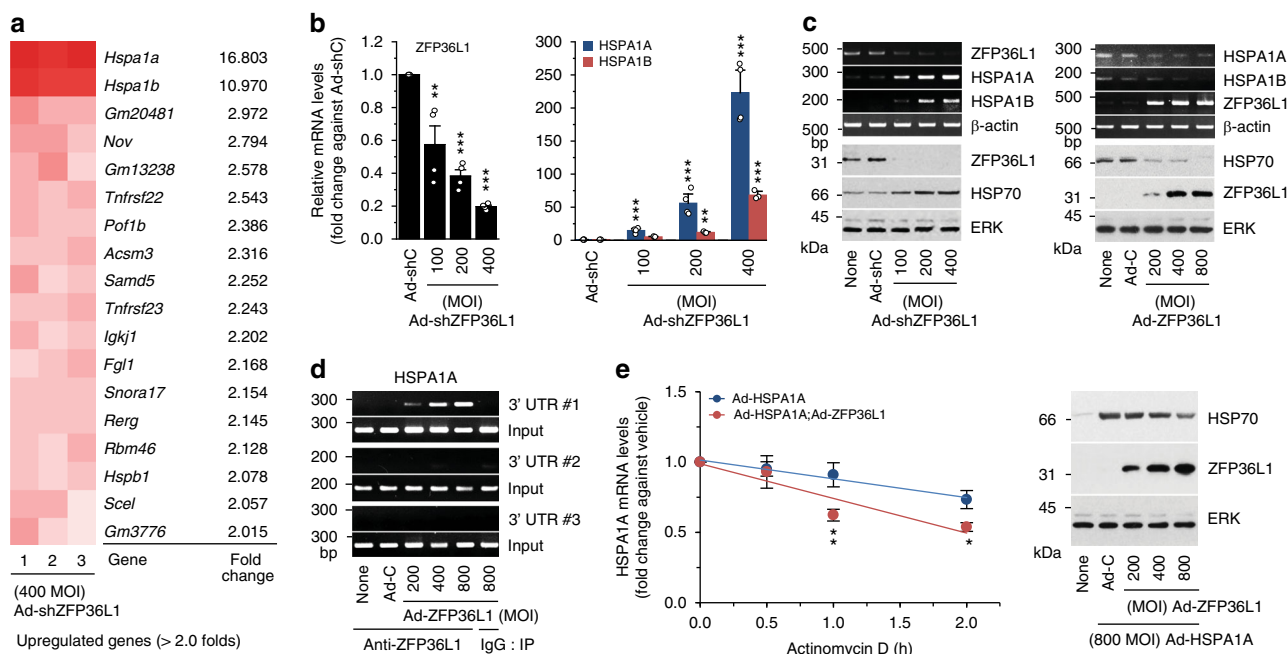 a
Hspa1a 16.803
Hspa1b 10.970
Gm20481 2.972
Nov 2.794
Gm13238 2.578
Tnfrsf22 2.543
Pof1b 2.386
Acsm3 2.316
Samd5 2.252
Tnfrsf23 2.243
Igkj1 2.202
Fgl1 2.168
Snora17 2.154
Rerg 2.145
Rbm46 2.128
Hspb1 2.078
Scel 2.057
Gm3776 2.015
1 2 3 Gene Fold change
(400 MOI)
Ad-shZFP36L1
Upregulated genes (> 2.0 folds)
b
Relative mRNA levels
(fold change against Ad-shC)
ZFP36L1
1.2
1.0
0.8
0.6
0.4
0.2
0.0
**
***
***
Ad-shC 100 200 400
(MOI)
Ad-shZFP36L1
HSPA1A
HSPA1B
300
250
200
150
100
50
0
***
***
**
***
***
Ad-shC 100 200 400
(MOI)
Ad-shZFP36L1
c
500 ZFP36L1
300 HSPA1A
200 HSPA1B
500 β-actin
bp
31 ZFP36L1
66 HSP70
45 ERK
kDa
None Ad-shC 100 200 400
(MOI)
Ad-shZFP36L1
300 HSPA1A
200 HSPA1B
500 ZFP36L1
500 β-actin
bp
66 HSP70
31 ZFP36L1
45 ERK
kDa
None Ad-C 200 400 800
(MOI)
Ad-ZFP36L1
d
HSPA1A
300 3' UTR #1
300 Input
200 3' UTR #2
200 Input
300 3' UTR #3
300 Input
bp
None Ad-C 200 400 800 800
Ad-ZFP36L1 (MOI)
Anti-ZFP36L1 IgG : IP
e
HSPA1A mRNA levels
(fold change against vehicle)
Ad-HSPA1A
Ad-HSPA1A;Ad-ZFP36L1
1.5
1.0
0.5
0.0
**
*
0.0 0.5 1.0 2.0
Actinomycin D (h)
66 HSP70
31 ZFP36L1
45 ERK
kDa
None Ad-C 200 400 800
(MOI) Ad-ZFP36L1
(800 MOI) Ad-HSPA1A